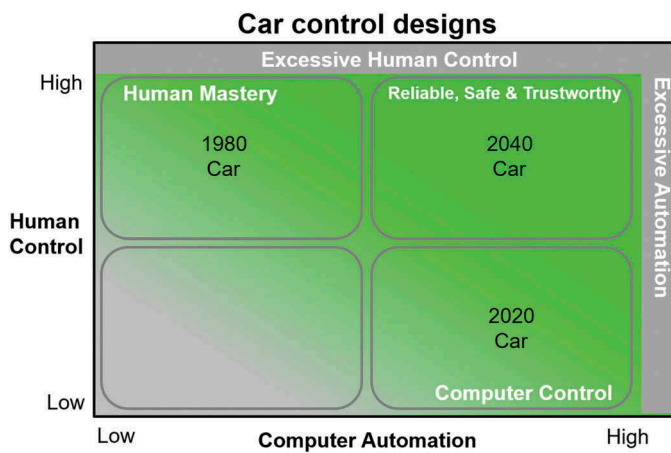 Car control designs
Excessive Human Control
High
Human Mastery
Reliable, Safe & Trustworthy
1980
Car
2040
Car
Excessive Automation
Human
Control
2020
Car
Computer Control
Low
Low
Computer Automation
High